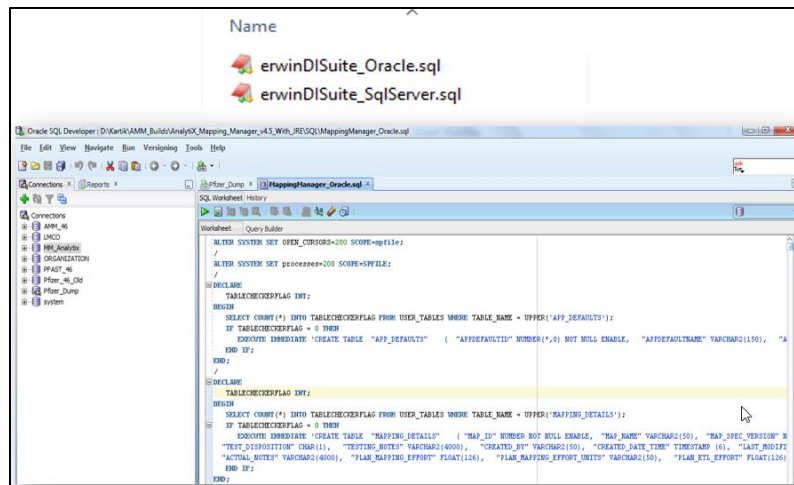 Name
erwinDISuite_Oracle.sql
erwinDISuite_SqlServer.sql
Oracle SQL Developer : D:\Kartik\AMM_Builds\AnalytiX_Mapping_Manager_v4.5_With_JRE\SQL\MappingManager_Oracle.sql
File Edit View Navigate Run Versioning Tools Help
Connections Reports Pfizer_Dump MappingManager_Oracle.sql
SQL Worksheet History
Worksheet Query Builder
Connections
AMM_46
LMCO
MM_Analytix
ORGANIZATION
PFAST_46
Pfizer_46_Old
Pfizer_Dump
system
ALTER SYSTEM SET OPEN_CURSORS=200 SCOPE=spfile;
/
ALTER SYSTEM SET processes=200 SCOPE=SPFILE;
/
DECLARE
TABLECHECKERFLAG INT;
BEGIN
SELECT COUNT(*) INTO TABLECHECKERFLAG FROM USER_TABLES WHERE TABLE_NAME = UPPER('APP_DEFAULTS');
IF TABLECHECKERFLAG = 0 THEN
EXECUTE IMMEDIATE 'CREATE TABLE "APP_DEFAULTS" ( "APPDEFAULTID" NUMBER(*,0) NOT NULL ENABLE, "APPDEFAULTNAME" VARCHAR2(150), "A
END IF;
END;
/
DECLARE
TABLECHECKERFLAG INT;
BEGIN
SELECT COUNT(*) INTO TABLECHECKERFLAG FROM USER_TABLES WHERE TABLE_NAME = UPPER('MAPPING_DETAILS');
IF TABLECHECKERFLAG = 0 THEN
EXECUTE IMMEDIATE 'CREATE TABLE "MAPPING_DETAILS" ( "MAP_ID" NUMBER NOT NULL ENABLE, "MAP_NAME" VARCHAR2(50), "MAP_SPEC_VERSION" N
"TEST_DISPOSITION" CHAR(1), "TESTING_NOTES" VARCHAR2(4000), "CREATED_BY" VARCHAR2(50), "CREATED_DATE_TIME" TIMESTAMP (6), "LAST_MODIFI
"ACTUAL_NOTES" VARCHAR2(4000), "PLAN_MAPPING_EFFORT" FLOAT(126), "PLAN_MAPPING_EFFORT_UNITS" VARCHAR2(50), "PLAN_ETL_EFFORT" FLOAT(126)
END IF;
END;